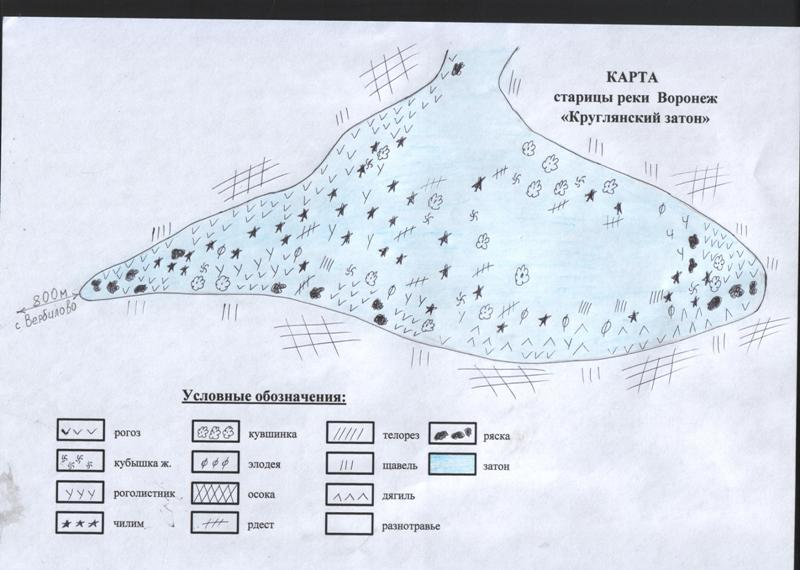 КАРТА
старицы реки Воронеж
«Круглянский затон»
800м
с. Вербилово
Условные обозначения:
рогоз
кувшинка
телорез
ряска
кубышка ж.
элодея
щавель
затон
роголистник
осока
дягиль
чилим
рдест
разнотравье